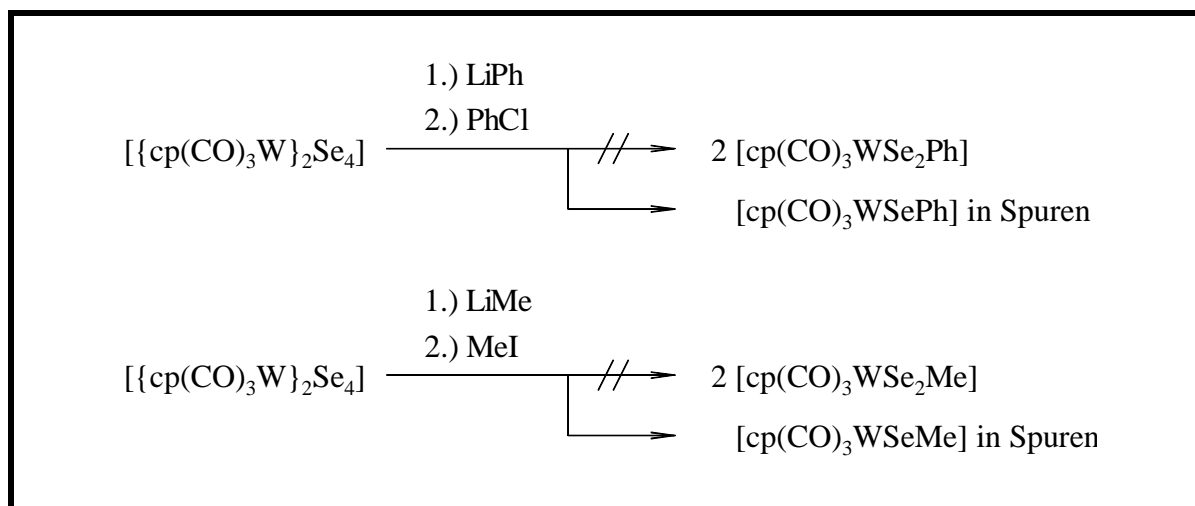 1.) LiPh
2.) PhCl
[{cp(CO)₃W}₂Se₄] 2 [cp(CO)₃WSe₂Ph]
[cp(CO)₃WSePh] in Spuren
1.) LiMe
2.) MeI
[{cp(CO)₃W}₂Se₄] 2 [cp(CO)₃WSe₂Me]
[cp(CO)₃WSeMe] in Spuren